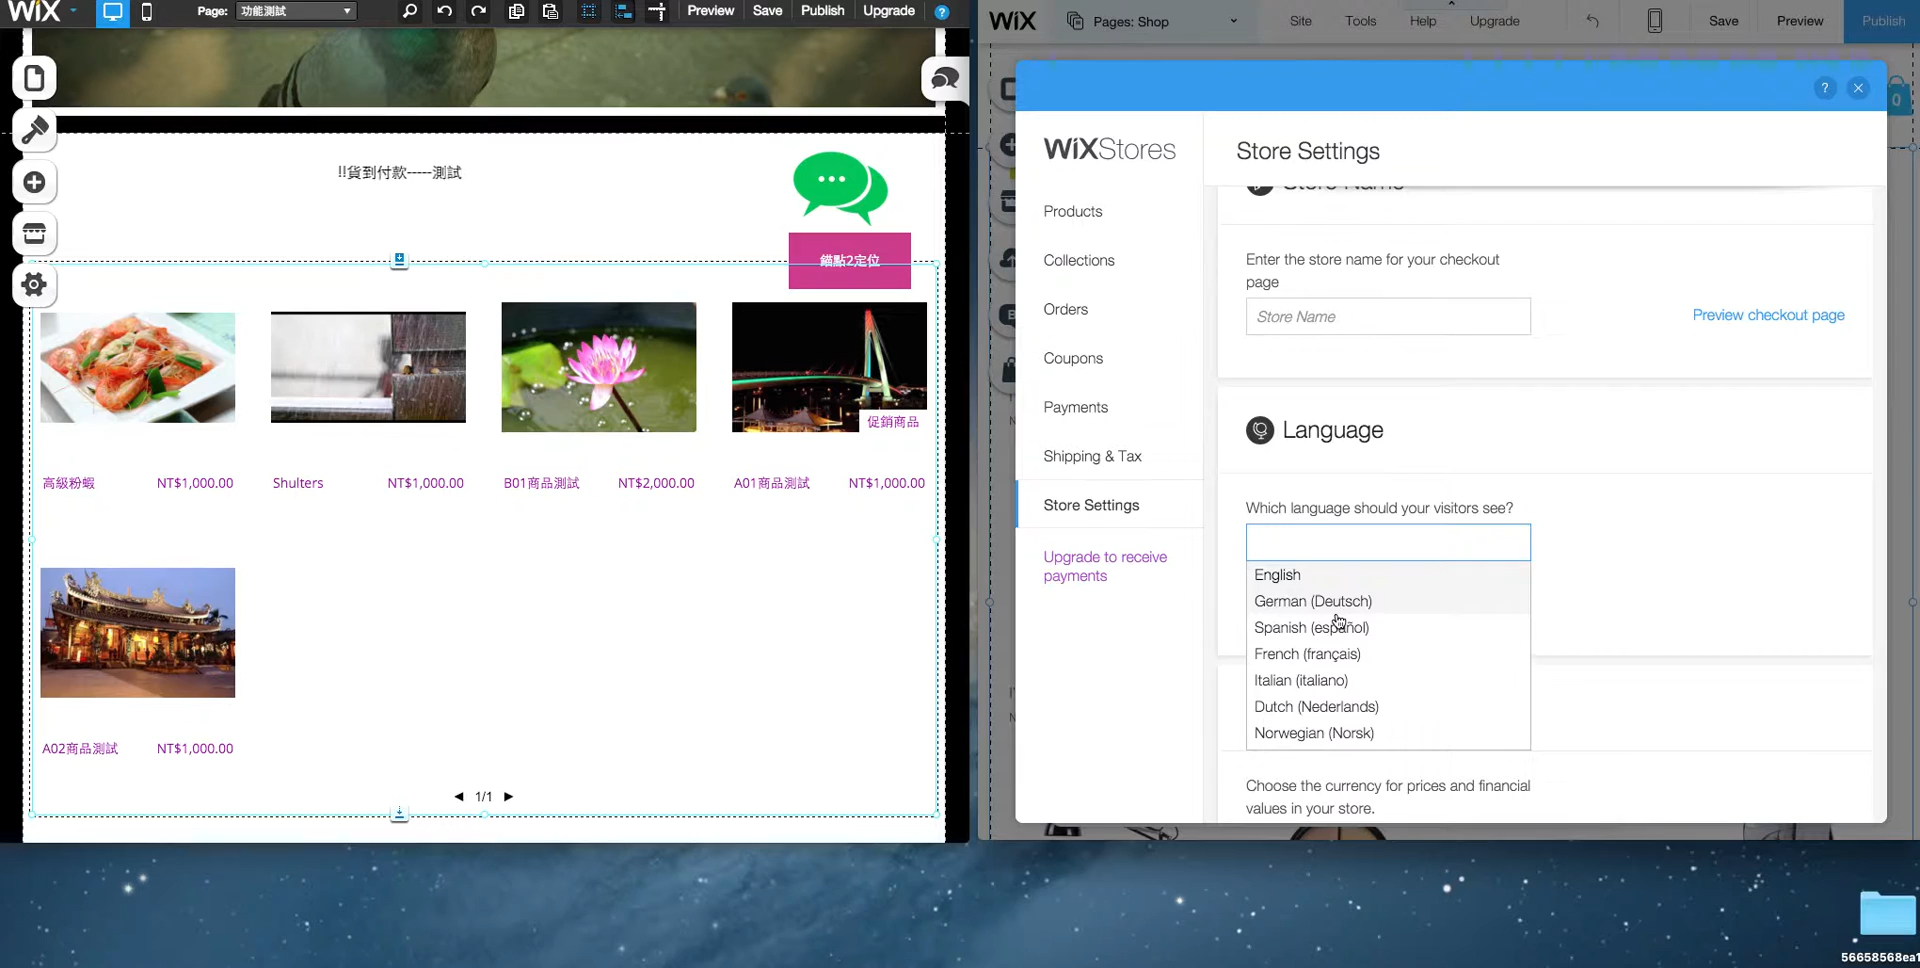 WiX
Page:
功能測試
Preview
Save
Publish
Upgrade
?
!!貨到付款-----測試
錨點2定位
促銷商品
高級粉蝦
NT$1,000.00
Shulters
NT$1,000.00
B01商品測試
NT$2,000.00
A01商品測試
NT$1,000.00
A02商品測試
NT$1,000.00
1/1
WiX
Pages: Shop
Site
Tools
Help
Upgrade
Save
Preview
Publish
?
0
WiXStores
Products
Collections
Orders
Coupons
Payments
Shipping & Tax
Store Settings
Upgrade to receive
payments
Store Settings
Store Name
Enter the store name for your checkout
page
Store Name
Preview checkout page
Language
Which language should your visitors see?
English
German (Deutsch)
Spanish (español)
French (français)
Italian (italiano)
Dutch (Nederlands)
Norwegian (Norsk)
Choose the currency for prices and financial
values in your store.
56658568ea1